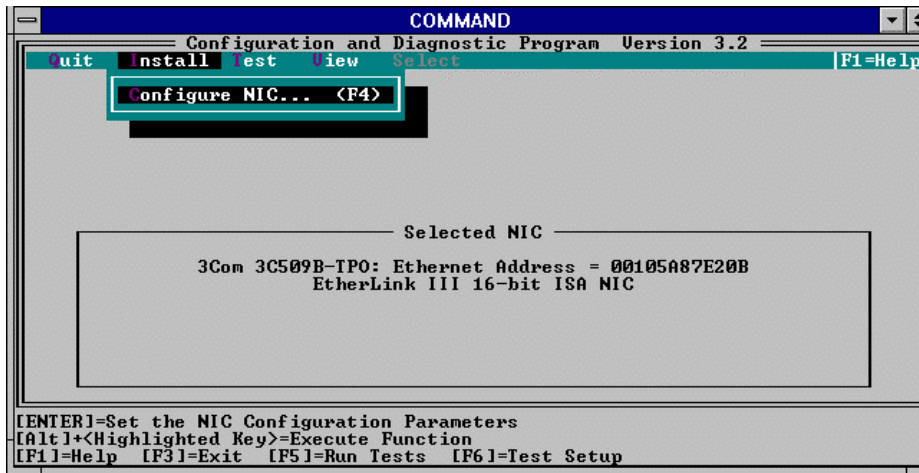 COMMAND
Configuration and Diagnostic Program Version 3.2
Quit Install Test View Select F1=Help
Configure NIC... (F4)
Selected NIC
3Com 3C509B-TPO: Ethernet Address = 00105A87E20B
EtherLink III 16-bit ISA NIC
[ENTER]=Set the NIC Configuration Parameters
[Alt]+<Highlighted Key>=Execute Function
[F1]=Help [F3]=Exit [F5]=Run Tests [F6]=Test Setup